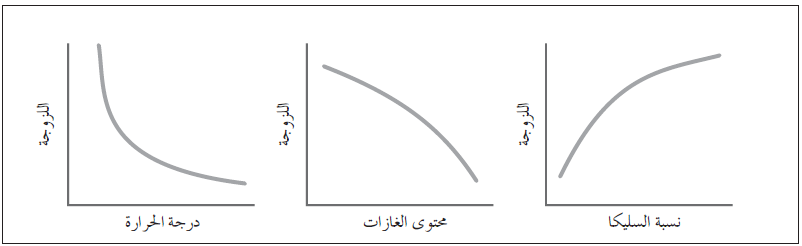 اللزوجة
نسبة السليكا
اللزوجة
محتوى الغازات
اللزوجة
درجة الحرارة